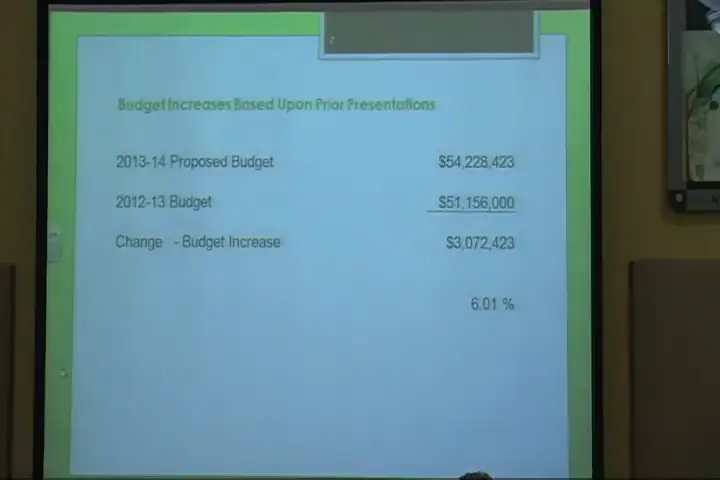 7
Budget Increases Based Upon Prior Presentations
2013-14 Proposed Budget $54,228,423
2012-13 Budget $51,156,000
Change - Budget Increase $3,072,423
6.01 %